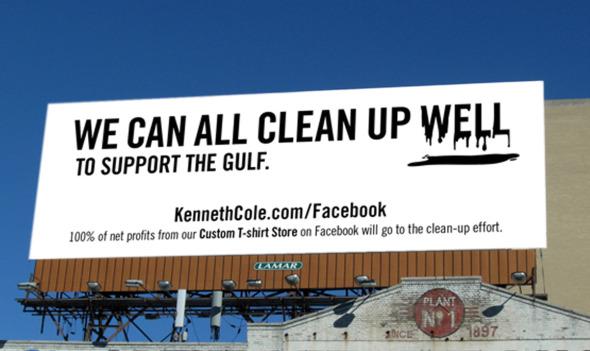 WE CAN ALL CLEAN UP WELL
TO SUPPORT THE GULF.
KennethCole.com/Facebook
100% of net profits from our Custom T-shirt Store on Facebook will go to the clean-up effort.
LAMAR
PLANT
Nº 1
SINCE 1897